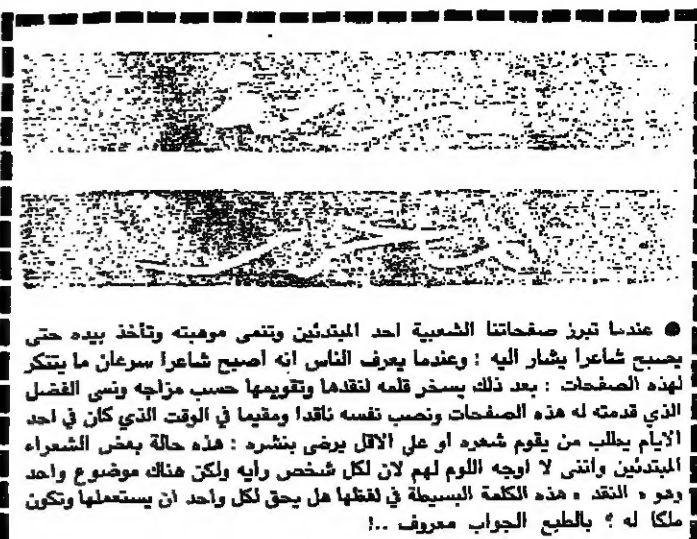 ● عندما تبرز صفحاتنا الشعبية احد المبتدئين وتنمى موهبته وتأخذ بيده حتى
يصبح شاعرا يشار اليه : وعندما يعرف الناس انه اصبح شاعرا سرعان ما يتنكر
لهذه الصفحات : بعد ذلك يسخر قلمه لنقدها وتقويمها حسب مزاجه ونسى الفضل
الذي قدمته له هذه الصفحات ونصب نفسه ناقدا ومقيما في الوقت الذي كان في احد
الايام يطلب من يقوم شعره او على الاقل يرضى بنشره : هذه حالة بعض الشعراء
المبتدئين وأننى لا اوجه اللوم لهم لان لكل شخص رايه ولكن هناك موضوع واحد
وهو « النقد » هذه الكلمة البسيطة في لفظها هل يحق لكل واحد ان يستعملها وتكون
ملكا له ؟ بالطبع الجواب معروف ..!